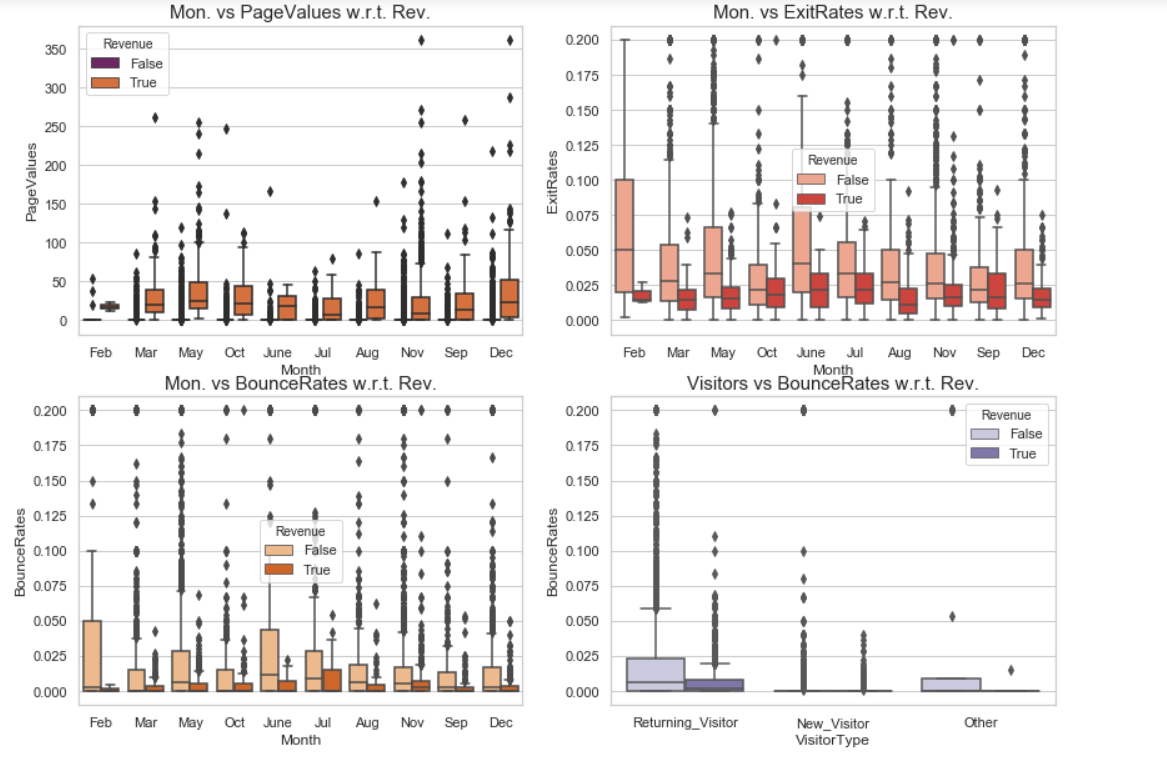 Mon. vs PageValues w.r.t. Rev.
Revenue
False
True
PageValues
350
300
250
200
150
100
50
0
Feb Mar May Oct June Jul Aug Nov Sep Dec
Month
Mon. vs ExitRates w.r.t. Rev.
Revenue
False
True
ExitRates
0.200
0.175
0.150
0.125
0.100
0.075
0.050
0.025
0.000
Feb Mar May Oct June Jul Aug Nov Sep Dec
Month
Mon. vs BounceRates w.r.t. Rev.
Revenue
False
True
BounceRates
0.200
0.175
0.150
0.125
0.100
0.075
0.050
0.025
0.000
Feb Mar May Oct June Jul Aug Nov Sep Dec
Month
Visitors vs BounceRates w.r.t. Rev.
Revenue
False
True
BounceRates
0.200
0.175
0.150
0.125
0.100
0.075
0.050
0.025
0.000
Returning_Visitor New_Visitor Other
VisitorType